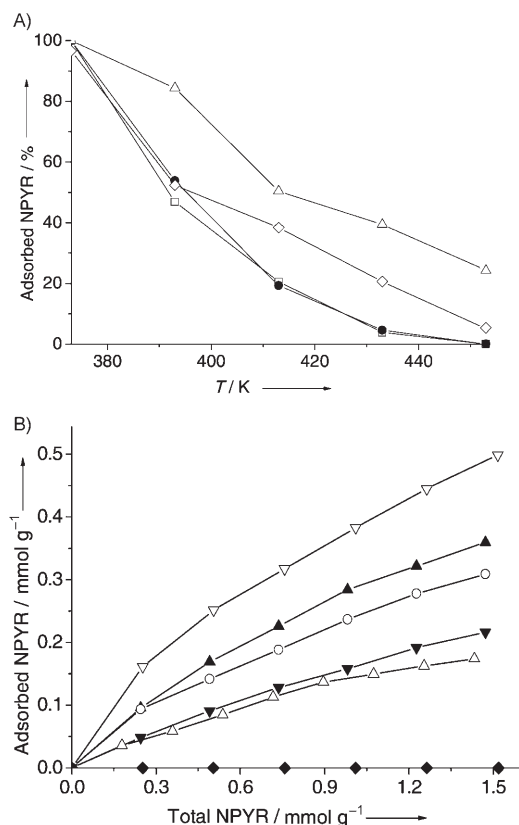 A)
100
80
60
40
20
0
Adsorbed NPYR / %
380 400 420 440
T / K
B)
0.5
0.4
0.3
0.2
0.1
0.0
Adsorbed NPYR / mmol g⁻¹
0.0 0.3 0.6 0.9 1.2 1.5
Total NPYR / mmol g⁻¹